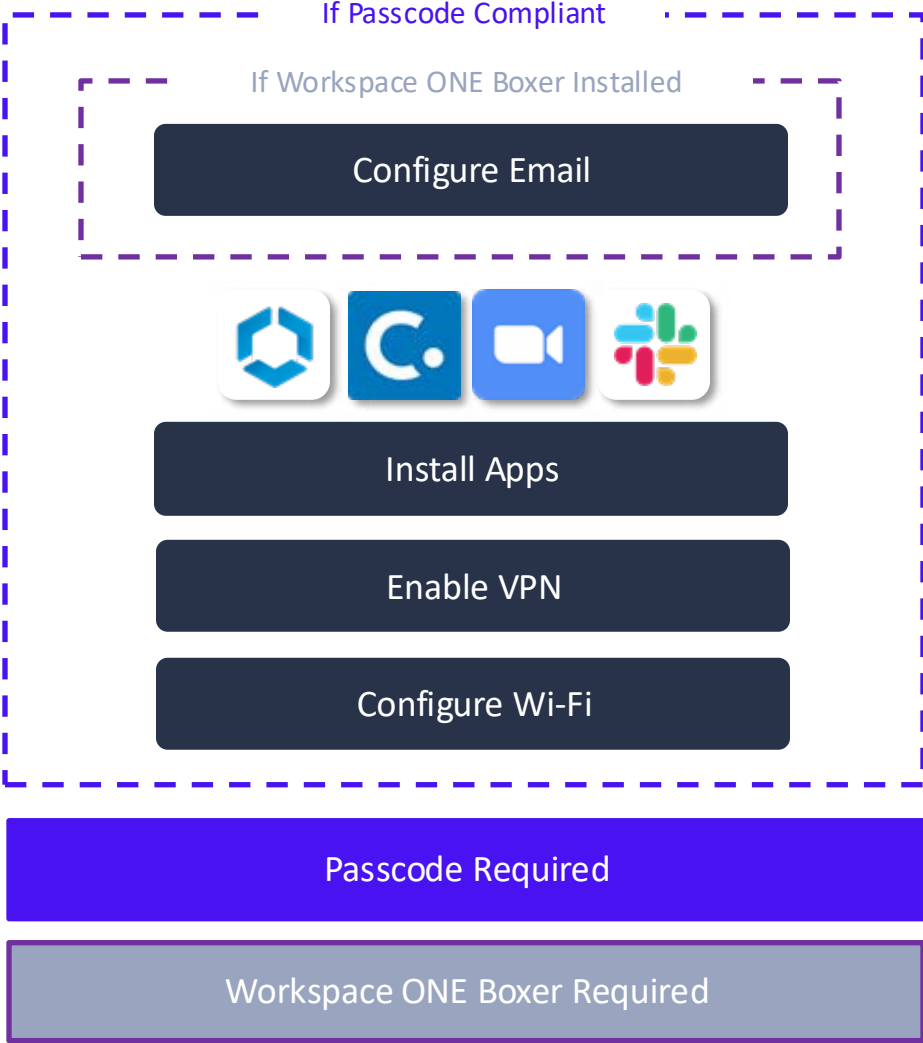 If Passcode Compliant
If Workspace ONE Boxer Installed
Configure Email
C.
Install Apps
Enable VPN
Configure Wi-Fi
Passcode Required
Workspace ONE Boxer Required